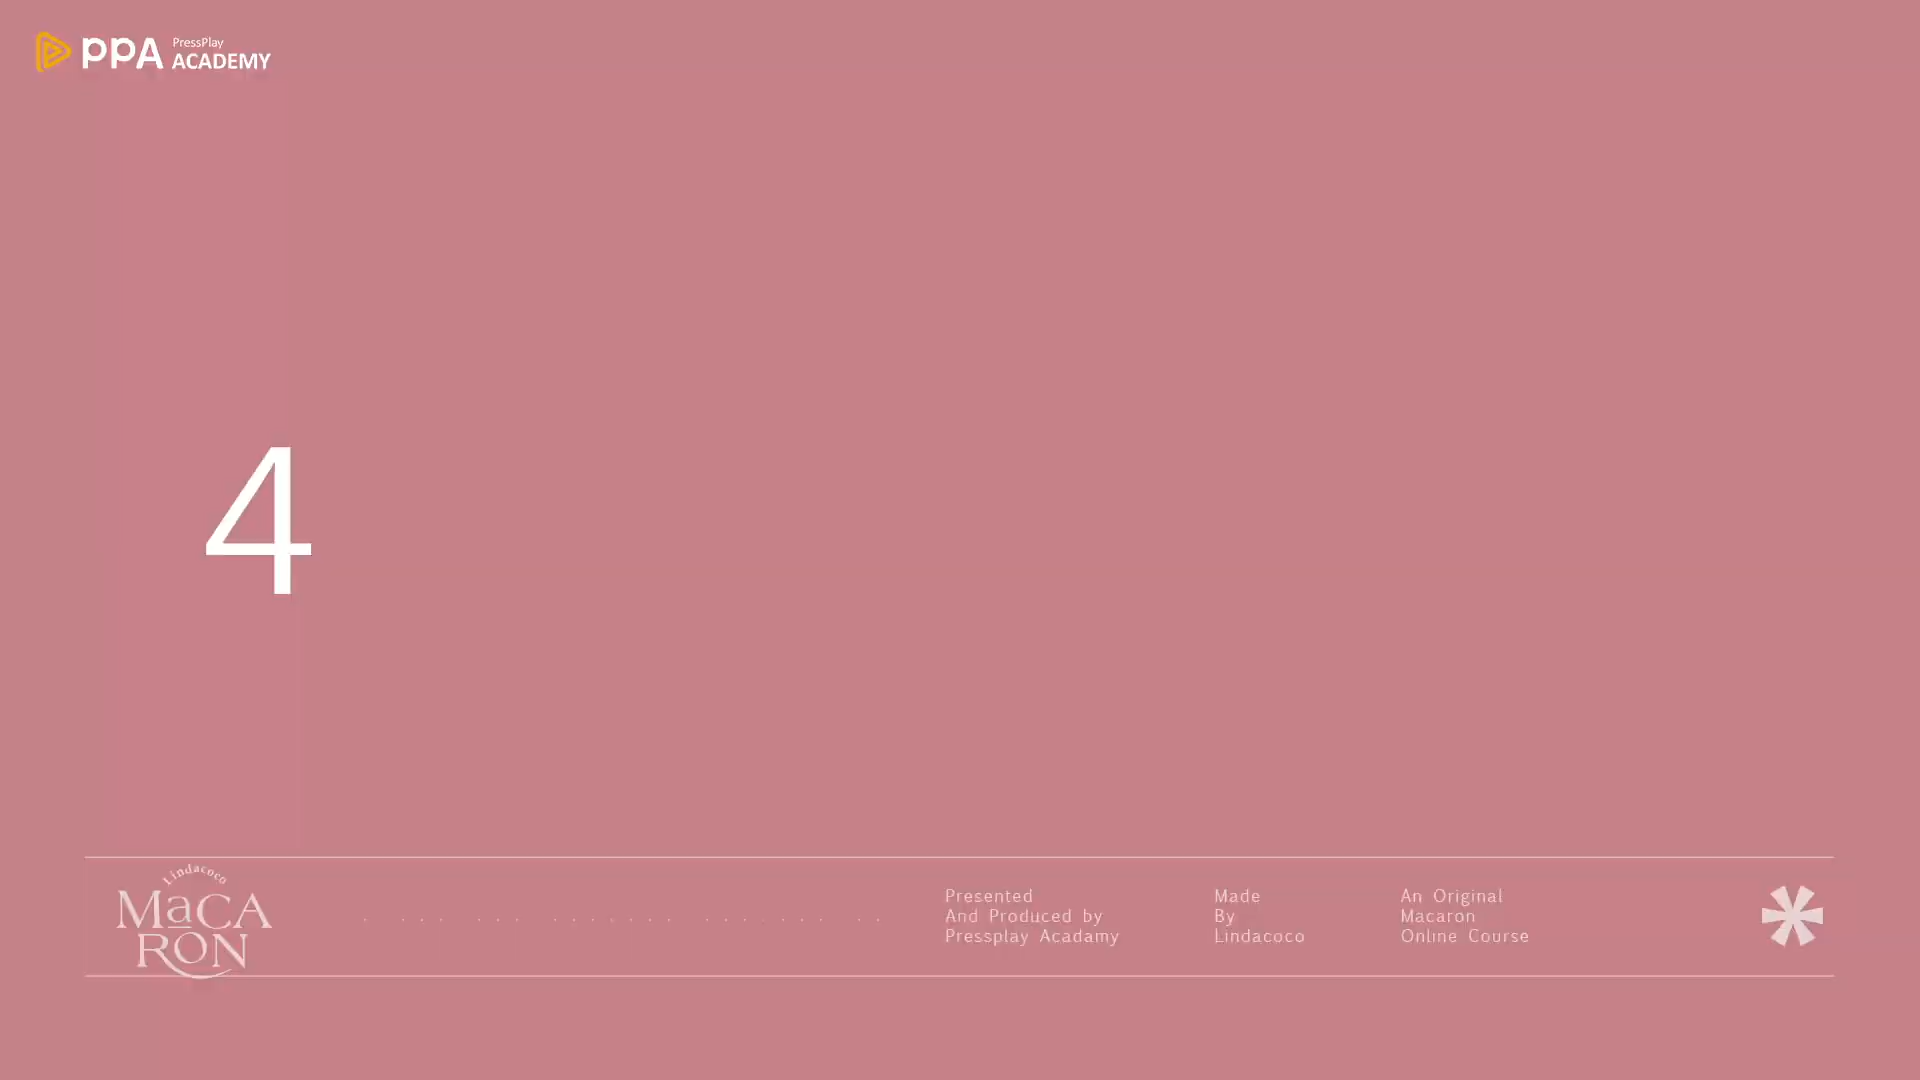 PPA PressPlay
ACADEMY
4
Lindacoco
MaCA
RON
Presented
And Produced by
Pressplay Acadamy
Made
By
Lindacoco
An Original
Macaron
Online Course